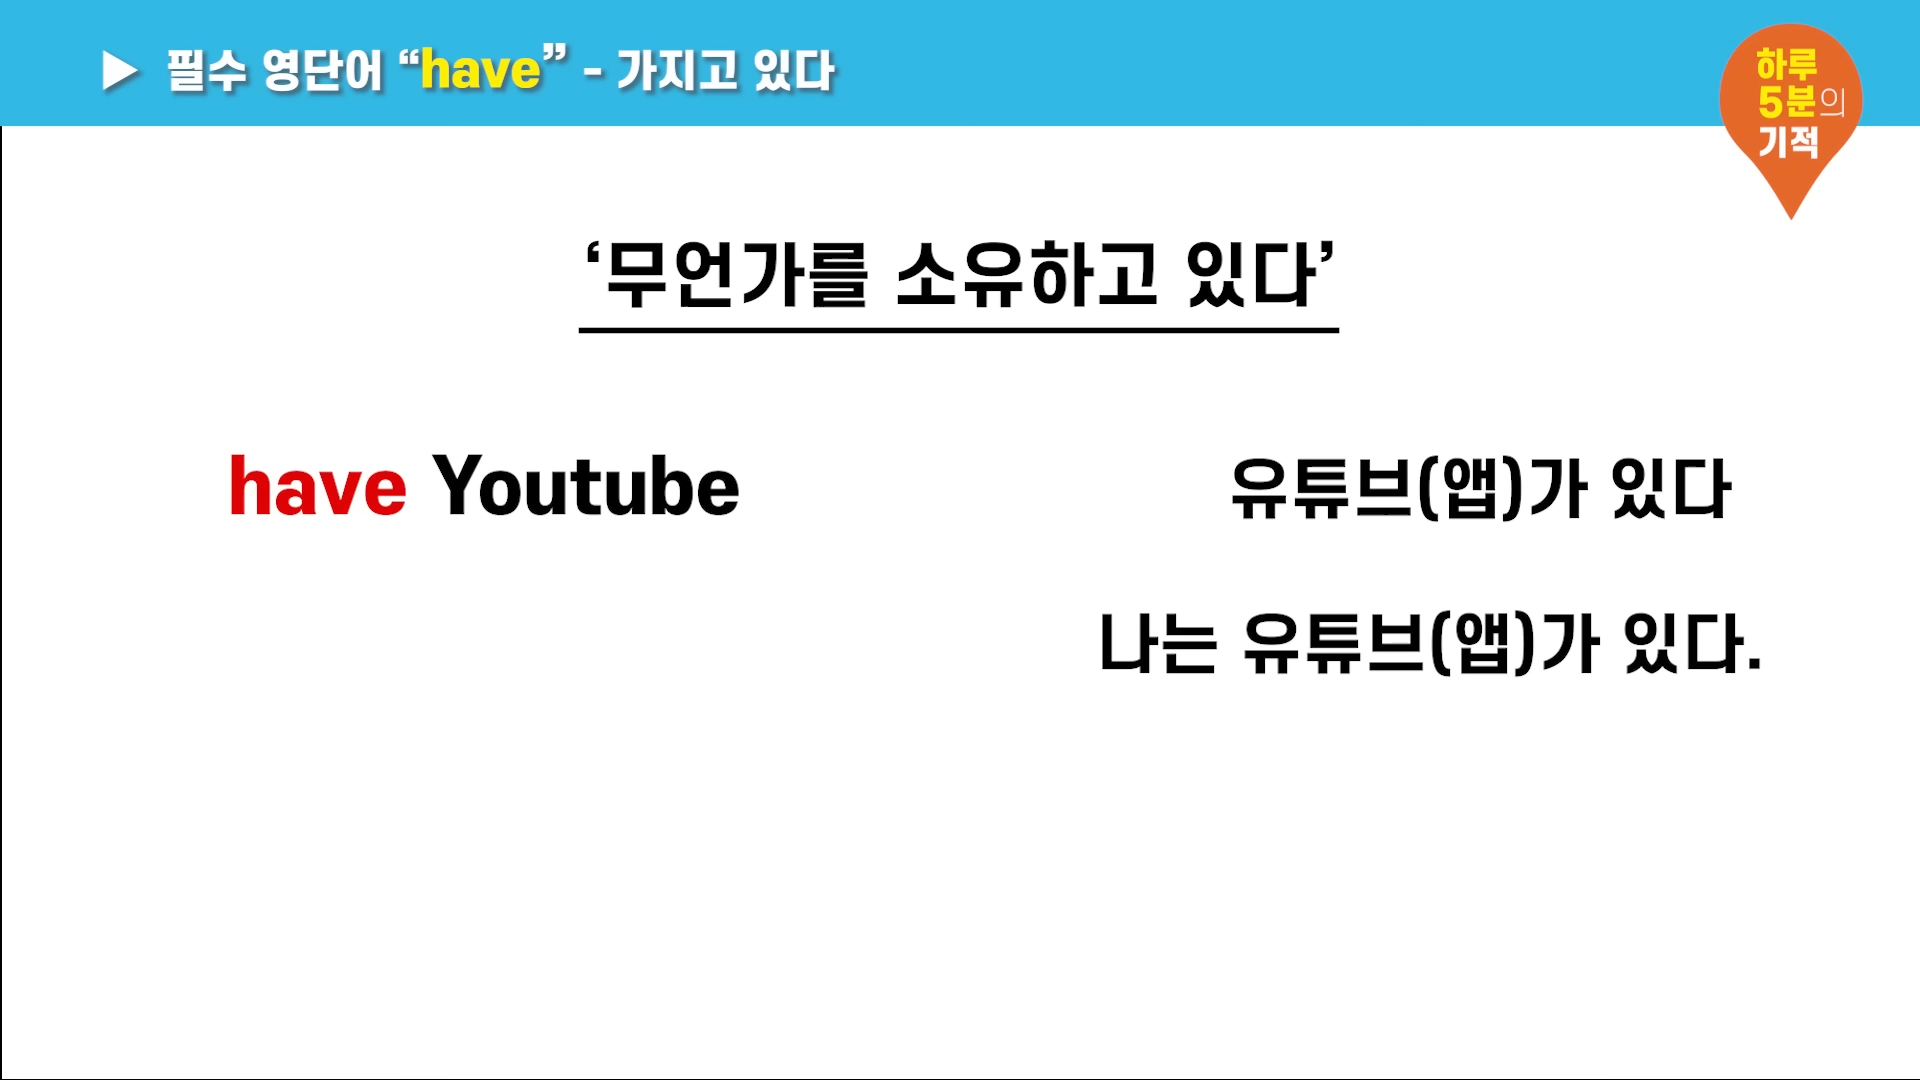 ▶ 필수 영단어 “have” - 가지고 있다
하루
5분의
기적
‘무언가를 소유하고 있다’
have Youtube
유튜브(앱)가 있다
나는 유튜브(앱)가 있다.